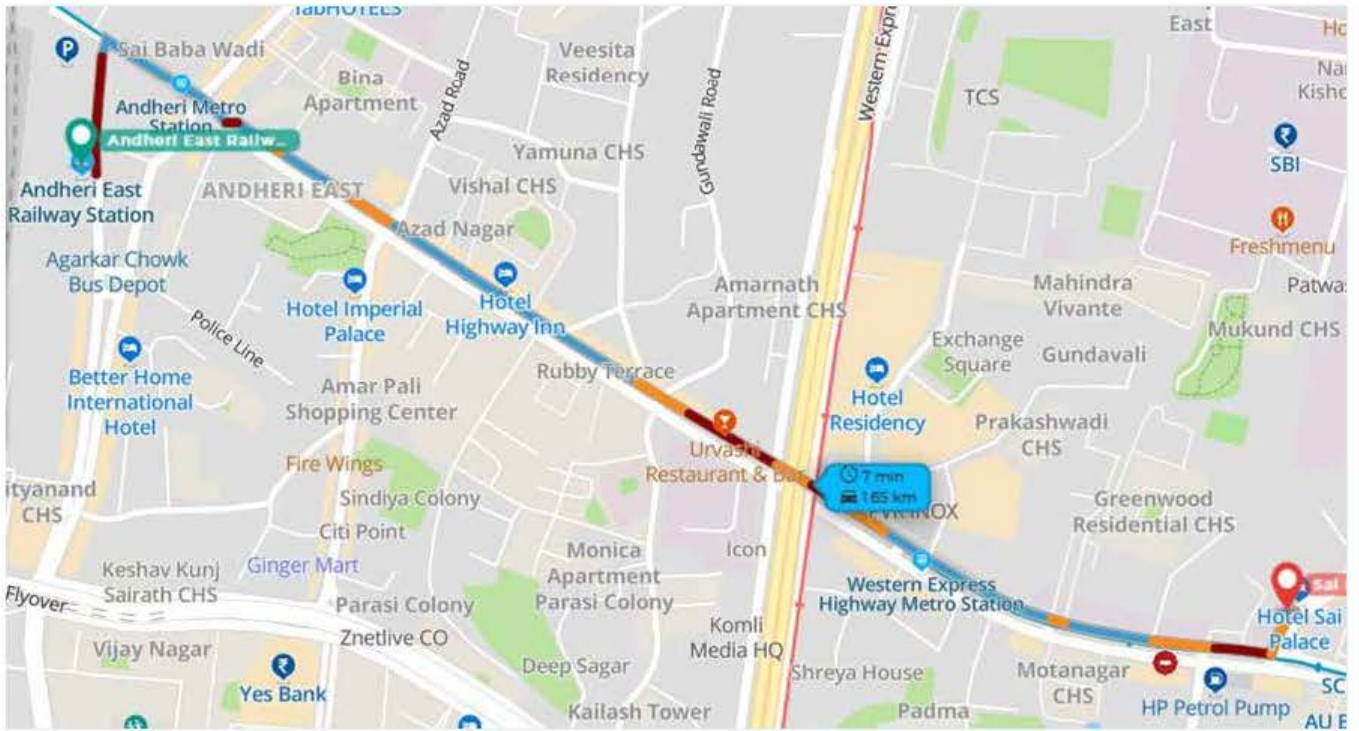 TabHOTELS
Sai Baba Wadi
Veesita
Residency
Western Expr
East
Bina
Apartment
Azad Road
Gundawali Road
TCS
Andheri Metro
Station
Andheri East Railw...
Yamuna CHS
SBI
Andheri East
Railway Station
ANDHERI EAST
Vishal CHS
Azad Nagar
Freshmenu
Agarkar Chowk
Bus Depot
Amarnath
Apartment CHS
Mahindra
Vivante
Hotel Imperial
Palace
Hotel
Highway Inn
Police Line
Mukund CHS
Exchange
Square
Gundavali
Better Home
International
Hotel
Rubby Terrace
Amar Pali
Shopping Center
Hotel
Residency
Prakashwadi
CHS
Fire Wings
Urvashi
Restaurant & Bar
7 min
1.65 km
ityanand
CHS
Sindiya Colony
INOX
Greenwood
Residential CHS
Citi Point
Keshav Kunj
Sairath CHS
Ginger Mart
Monica
Apartment
Parasi Colony
Icon
Western Express
Highway Metro Station
Flyover
Parasi Colony
Znetlive CO
Komli
Media HQ
Sai
Hotel Sai
Palace
Vijay Nagar
Deep Sagar
Shreya House
Motanagar
CHS
Yes Bank
HP Petrol Pump
SC
Kailash Tower
Padma
AU B